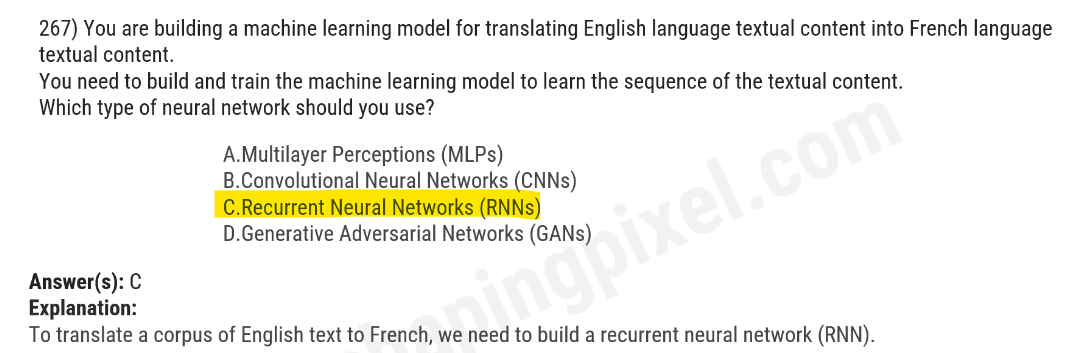 267) You are building a machine learning model for translating English language textual content into French language
textual content.
You need to build and train the machine learning model to learn the sequence of the textual content.
Which type of neural network should you use?
A.Multilayer Perceptions (MLPs)
B.Convolutional Neural Networks (CNNs)
C.Recurrent Neural Networks (RNNs)
D.Generative Adversarial Networks (GANs)
Answer(s): C
Explanation:
To translate a corpus of English text to French, we need to build a recurrent neural network (RNN).